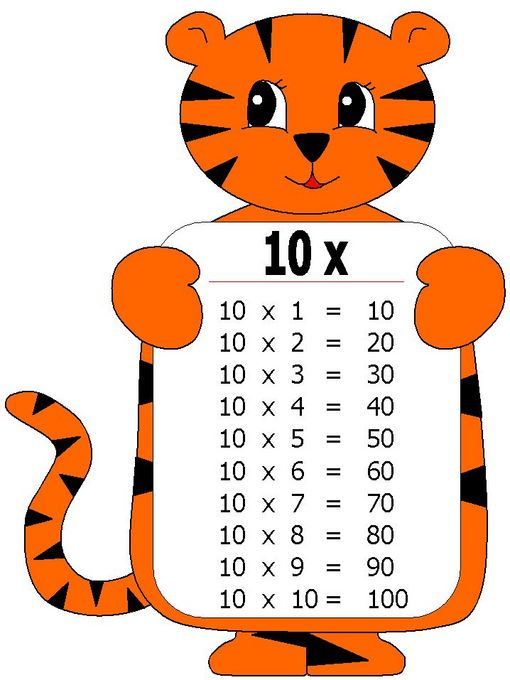 10 x
10 x 1 = 10
10 x 2 = 20
10 x 3 = 30
10 x 4 = 40
10 x 5 = 50
10 x 6 = 60
10 x 7 = 70
10 x 8 = 80
10 x 9 = 90
10 x 10 = 100